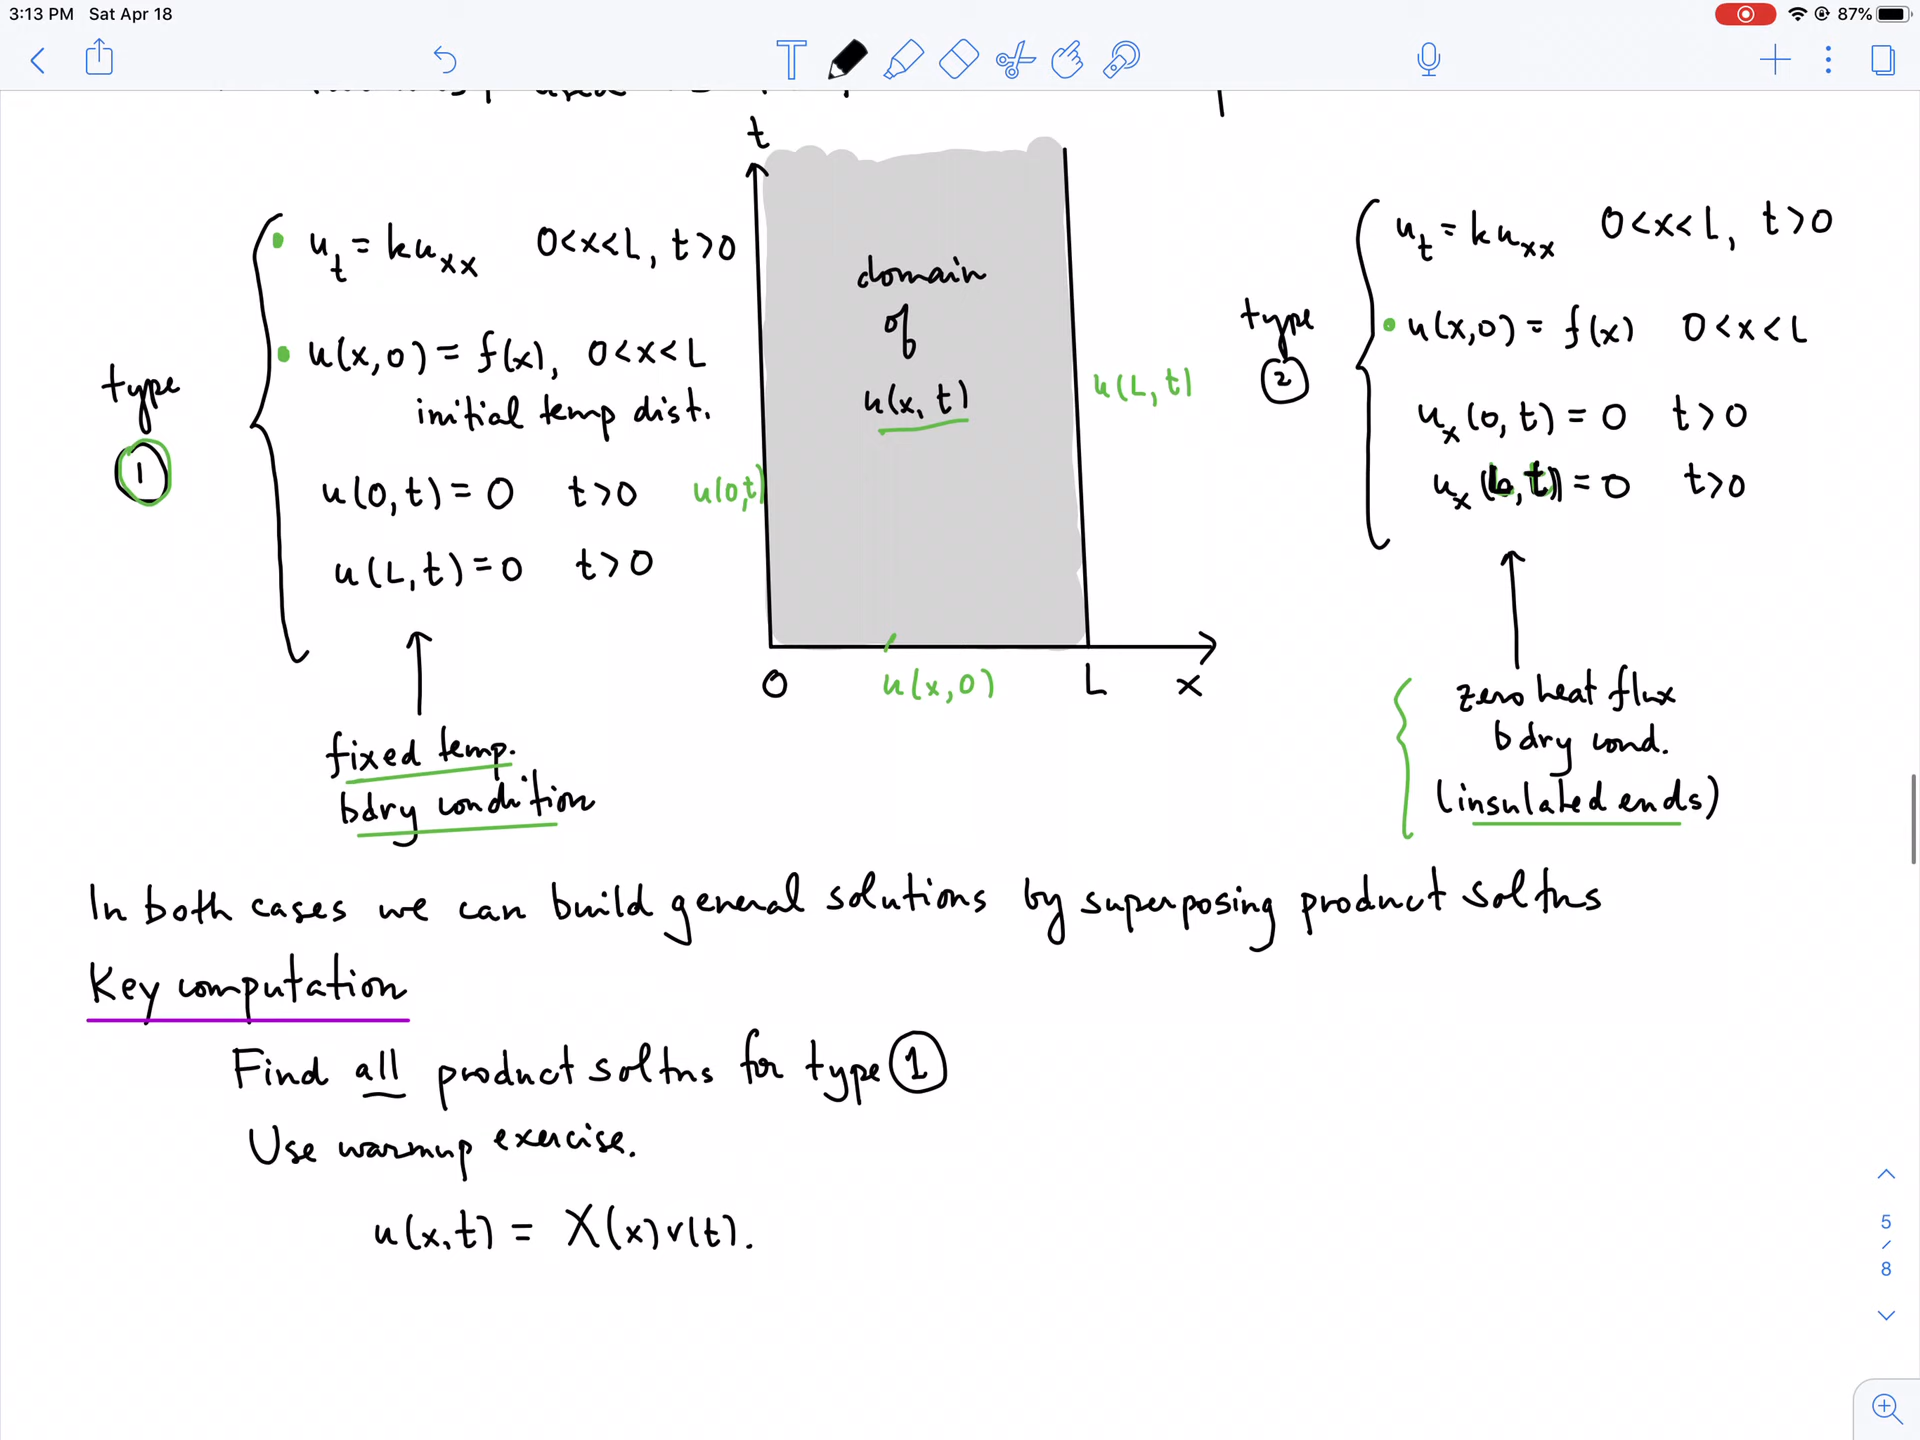 3:13 PM Sat Apr 18
87%
T
t
type
1
u_t = ku_xx 0<x<L, t>0
u(x,0) = f(x), 0<x<L
initial temp dist.
u(0,t) = 0 t>0
u(L,t) = 0 t>0
fixed temp.
bdry condition
domain
of
u(x,t)
u(0,t)
u(L,t)
0 u(x,0) L x
type
2
u_t = ku_xx 0<x<L, t>0
u(x,0) = f(x) 0<x<L
u_x(0,t) = 0 t>0
u_x(L,t) = 0 t>0
zero heat flux
bdry cond.
(insulated ends)
In both cases we can build general solutions by superposing product soltns
Key computation
Find all product soltns for type 1
Use warmup exercise.
u(x,t) = X(x)v(t).
5
/
8